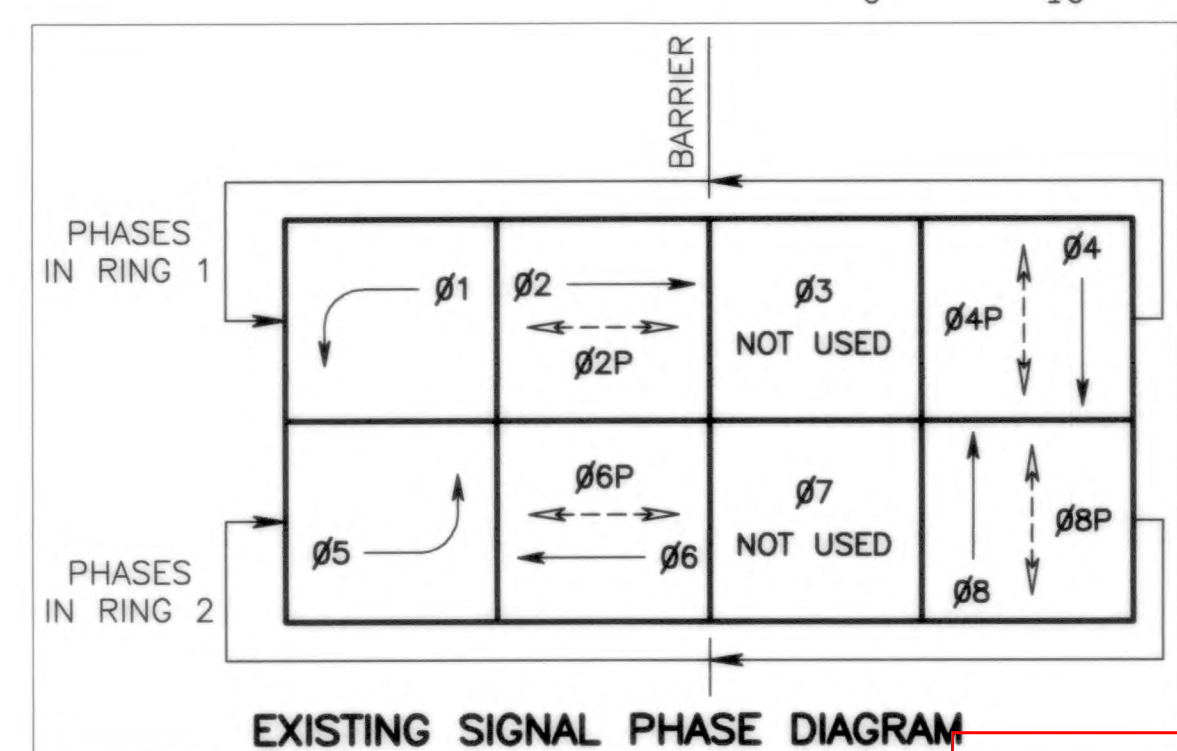 BARRIER
PHASES
IN RING 1
Ø1
Ø2
Ø2P
Ø3
NOT USED
Ø4
Ø4P
PHASES
IN RING 2
Ø5
Ø6P
Ø6
Ø7
NOT USED
Ø8
Ø8P
EXISTING SIGNAL PHASE DIAGRAM